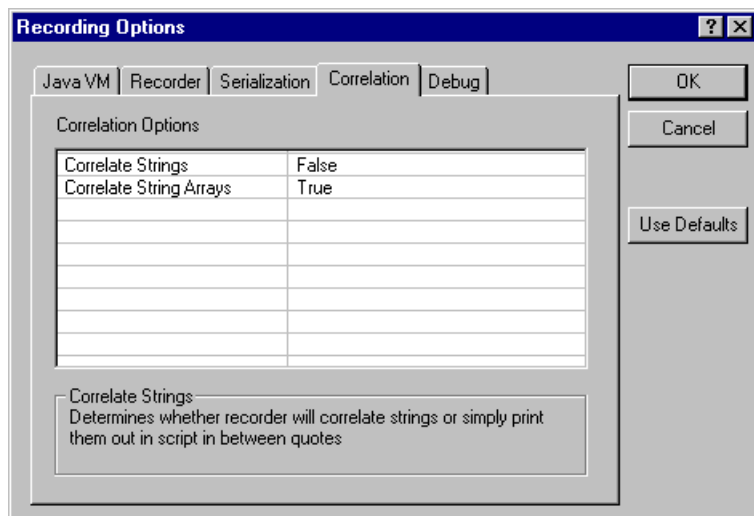 Recording Options
Java VM Recorder Serialization Correlation Debug
OK
Cancel
Use Defaults
Correlation Options
Correlate Strings False
Correlate String Arrays True
Correlate Strings
Determines whether recorder will correlate strings or simply print
them out in script in between quotes